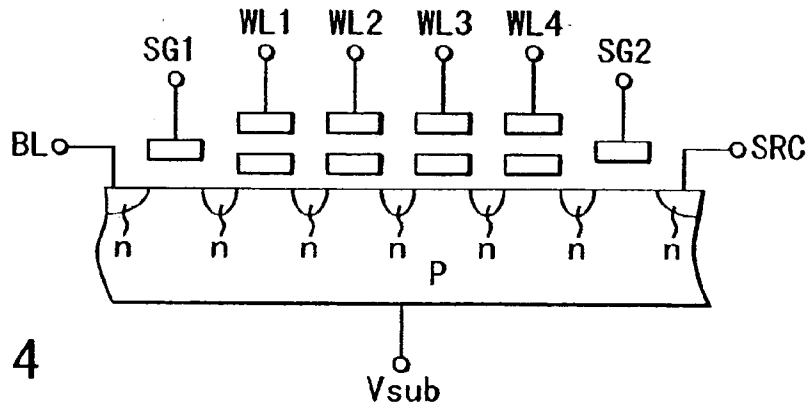 WL1 WL2 WL3 WL4
SG1 SG2
BL SRC
n n n n n n n
P
4
Vsub